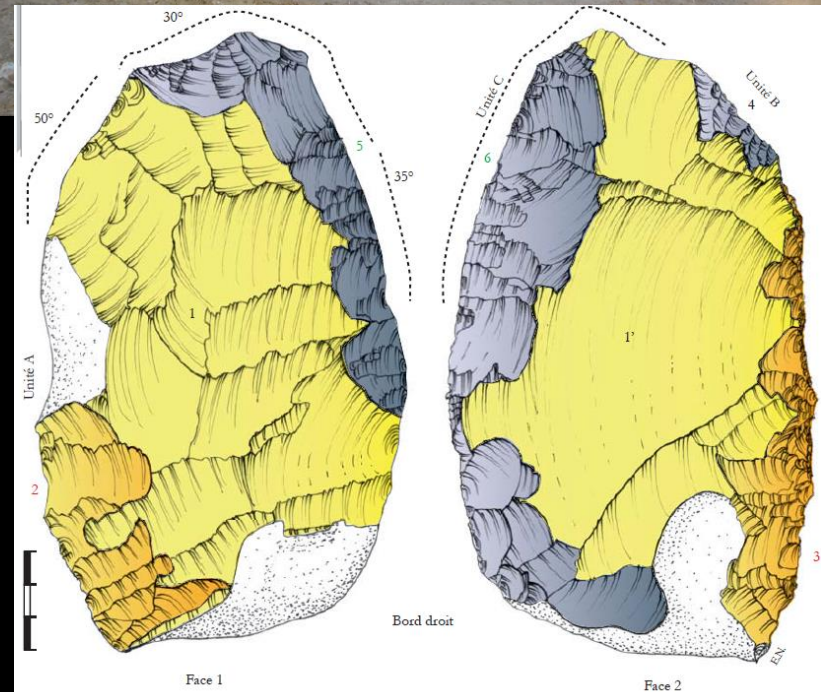 30°
50°
5
35°
1
Unité A
2
Face 1
Bord droit
Unité C
6
Unité B
4
1'
3
E.N.
Face 2